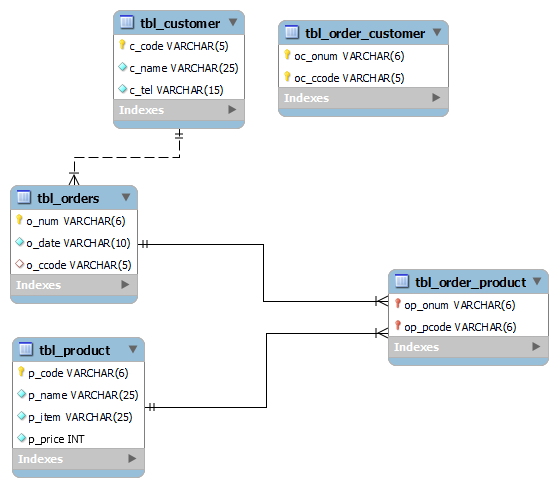 tbl_customer
c_code VARCHAR(5)
c_name VARCHAR(25)
c_tel VARCHAR(15)
Indexes
tbl_order_customer
oc_onum VARCHAR(6)
oc_ccode VARCHAR(5)
Indexes
tbl_orders
o_num VARCHAR(6)
o_date VARCHAR(10)
o_ccode VARCHAR(5)
Indexes
tbl_order_product
op_onum VARCHAR(6)
op_pcode VARCHAR(6)
Indexes
tbl_product
p_code VARCHAR(6)
p_name VARCHAR(25)
p_item VARCHAR(25)
p_price INT
Indexes